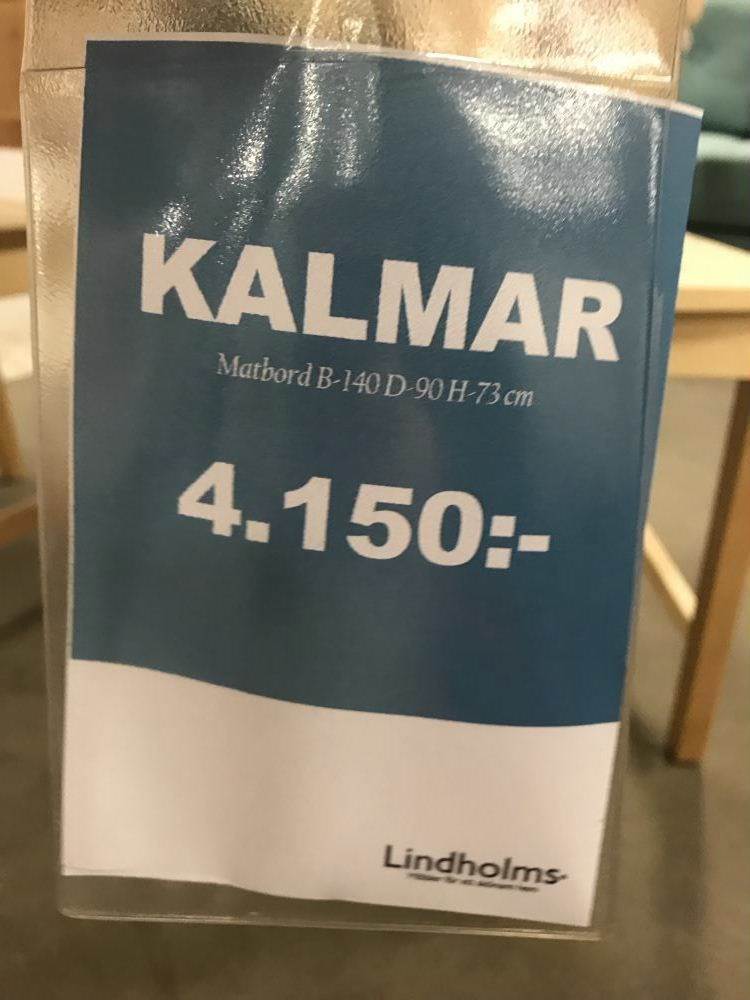 KALMAR
Matbord B-140 D-90 H-73 cm
4.150:-
Lindholms